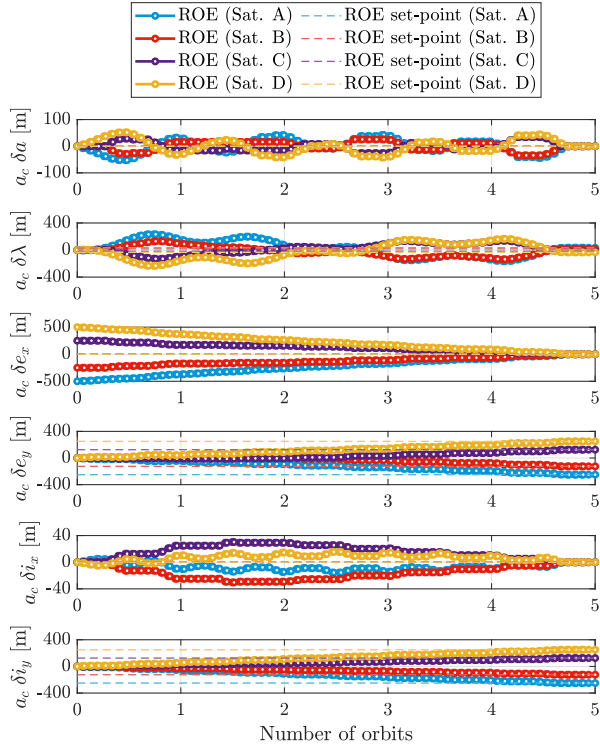 ROE (Sat. A) ROE set-point (Sat. A)
ROE (Sat. B) ROE set-point (Sat. B)
ROE (Sat. C) ROE set-point (Sat. C)
ROE (Sat. D) ROE set-point (Sat. D)
a_c δa [m]
100
0
-100
0 1 2 3 4 5
a_c δλ [m]
400
0
-400
0 1 2 3 4 5
a_c δe_x [m]
500
0
-500
0 1 2 3 4 5
a_c δe_y [m]
400
0
-400
0 1 2 3 4 5
a_c δi_x [m]
40
0
-40
0 1 2 3 4 5
a_c δi_y [m]
400
0
-400
0 1 2 3 4 5
Number of orbits